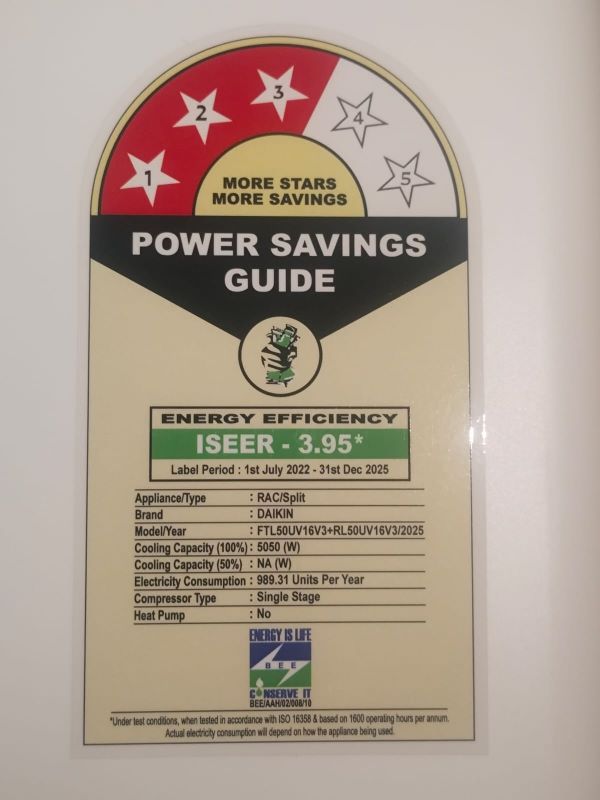 1 2 3 4 5
MORE STARS
MORE SAVINGS
POWER SAVINGS
GUIDE
ENERGY EFFICIENCY
ISEER - 3.95*
Label Period : 1st July 2022 - 31st Dec 2025
Appliance/Type : RAC/Split
Brand : DAIKIN
Model/Year : FTL50UV16V3+RL50UV16V3/2025
Cooling Capacity (100%) : 5050 (W)
Cooling Capacity (50%) : NA (W)
Electricity Consumption : 989.31 Units Per Year
Compressor Type : Single Stage
Heat Pump : No
ENERGY IS LIFE
BEE
CONSERVE IT
BEE/AAH/02/008/10
*Under test conditions, when tested in accordance with ISO 16358 & based on 1600 operating hours per annum.
Actual electricity consumption will depend on how the appliance being used.